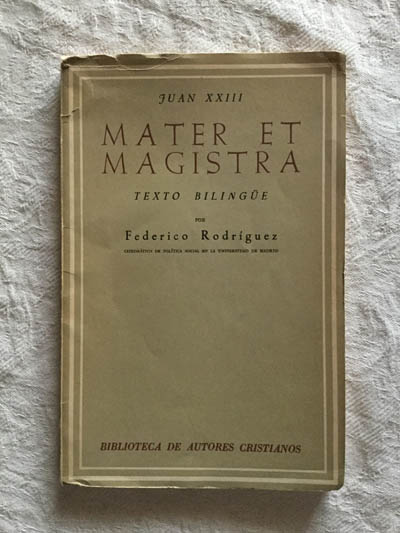 JUAN XXIII
MATER ET
MAGISTRA
TEXTO BILINGÜE
POR
Federico Rodríguez
CATEDRÁTICO DE POLÍTICA SOCIAL EN LA UNIVERSIDAD DE MADRID
BIBLIOTECA DE AUTORES CRISTIANOS